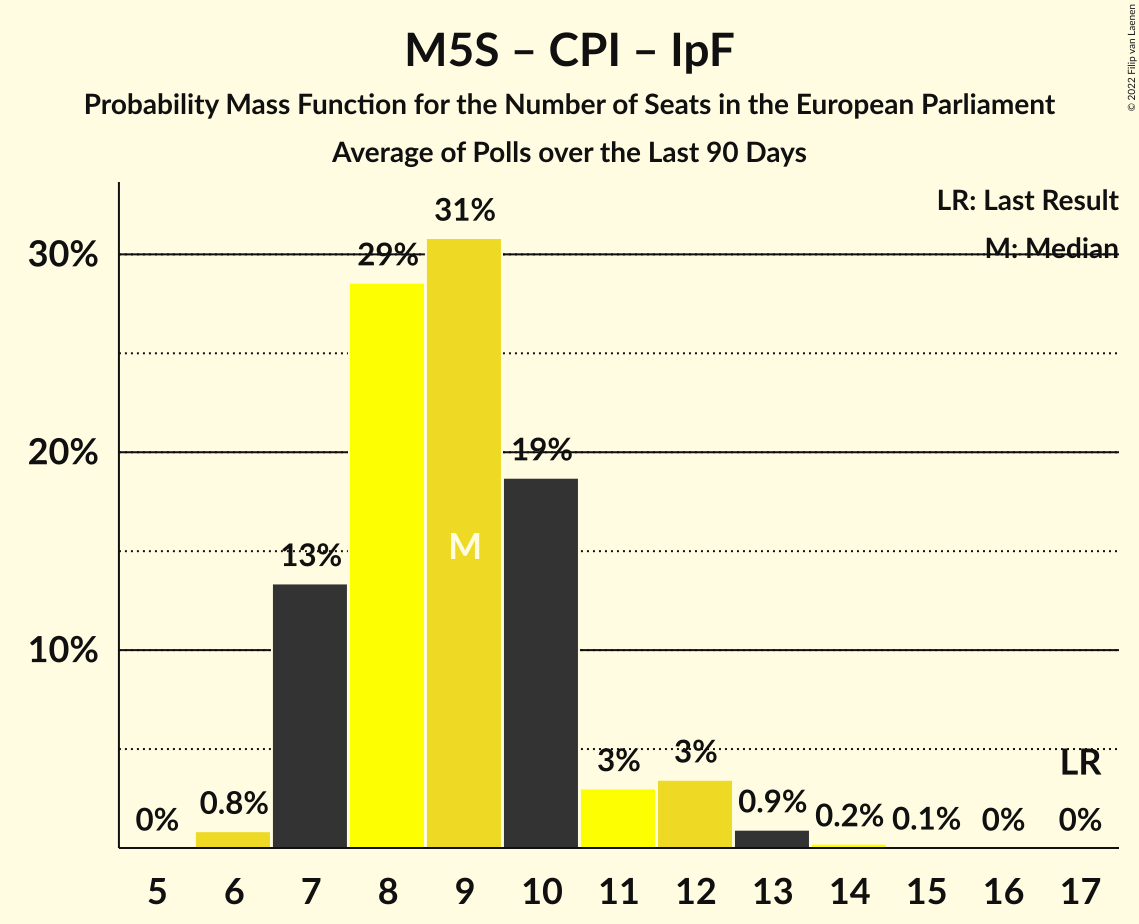 M5S – CPI – IpF
Probability Mass Function for the Number of Seats in the European Parliament
Average of Polls over the Last 90 Days
© 2022 Filip van Laenen
LR: Last Result
M: Median
30%
20%
10%
0%
0.8%
13%
29%
31%
19%
3%
3%
0.9%
0.2%
0.1%
0%
0%
M
LR
5 6 7 8 9 10 11 12 13 14 15 16 17